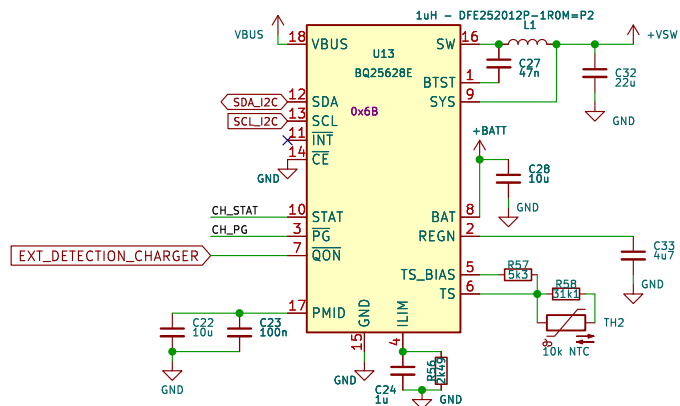 1uH - DFE252012P-1R0M=P2
L1
VBUS
18
VBUS
U13
BQ25628E
SW
16
+VSW
C27
47n
C32
22u
BTST
1
SYS
9
GND
SDA_I2C
12
SDA
0x6B
SCL_I2C
13
SCL
11
INT
14
CE
GND
+BATT
C28
10u
GND
CH_STAT
10
STAT
BAT
8
CH_PG
3
PG
REGN
2
EXT_DETECTION_CHARGER
7
QON
C33
4u7
GND
TS_BIAS
5
R57
5k3
TS
6
R58
31k1
TH2
10k NTC
17
PMID
C22
10u
C23
100n
GND
GND
15
GND
ILIM
4
C24
1u
R56
2k49
GND